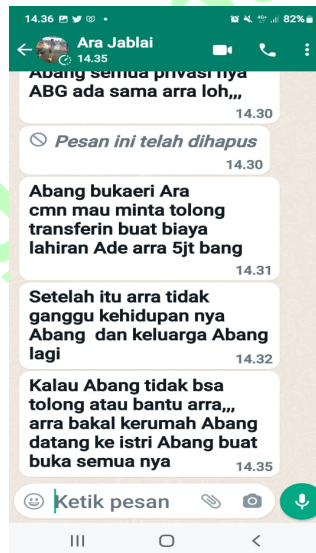 14.36
82%
Ara Jablai
14.35
Abang semua privasi nya
ABG ada sama arra loh,,,
14.30
Pesan ini telah dihapus
14.30
Abang bukaeri Ara
cmn mau minta tolong
transferin buat biaya
lahiran Ade arra 5jt bang
14.31
Setelah itu arra tidak
ganggu kehidupan nya
Abang dan keluarga Abang
lagi
14.32
Kalau Abang tidak bsa
tolong atau bantu arra,,,
arra bakal kerumah Abang
datang ke istri Abang buat
buka semua nya
14.35
Ketik pesan